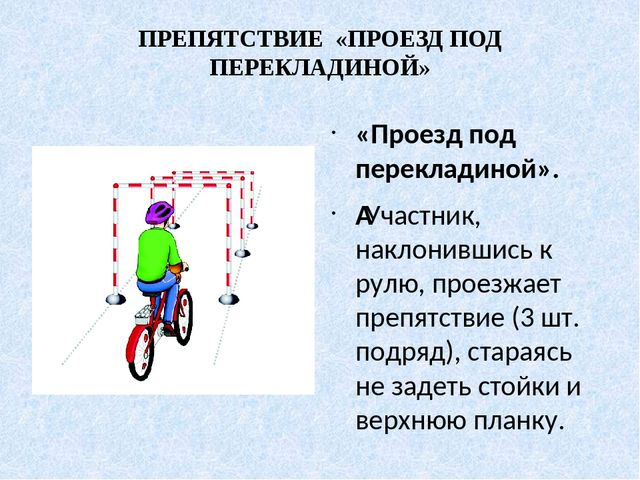 ПРЕПЯТСТВИЕ «ПРОЕЗД ПОД
ПЕРЕКЛАДИНОЙ»
• «Проезд под
перекладиной».
• АУчастник,
наклонившись к
рулю, проезжает
препятствие (3 шт.
подряд), стараясь
не задеть стойки и
верхнюю планку.